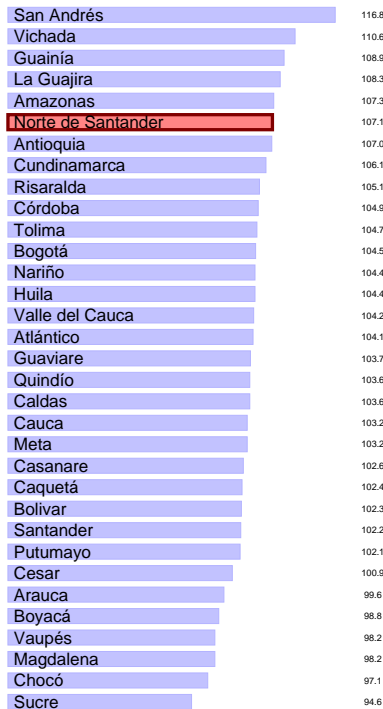 San Andrés 116.8
Vichada 110.6
Guainía 108.9
La Guajira 108.3
Amazonas 107.3
Norte de Santander 107.1
Antioquia 107.0
Cundinamarca 106.1
Risaralda 105.1
Córdoba 104.9
Tolima 104.7
Bogotá 104.5
Nariño 104.4
Huila 104.4
Valle del Cauca 104.2
Atlántico 104.1
Guaviare 103.7
Quindío 103.6
Caldas 103.6
Cauca 103.2
Meta 103.2
Casanare 102.6
Caquetá 102.4
Bolivar 102.3
Santander 102.2
Putumayo 102.1
Cesar 100.9
Arauca 99.6
Boyacá 98.8
Vaupés 98.2
Magdalena 98.2
Chocó 97.1
Sucre 94.6